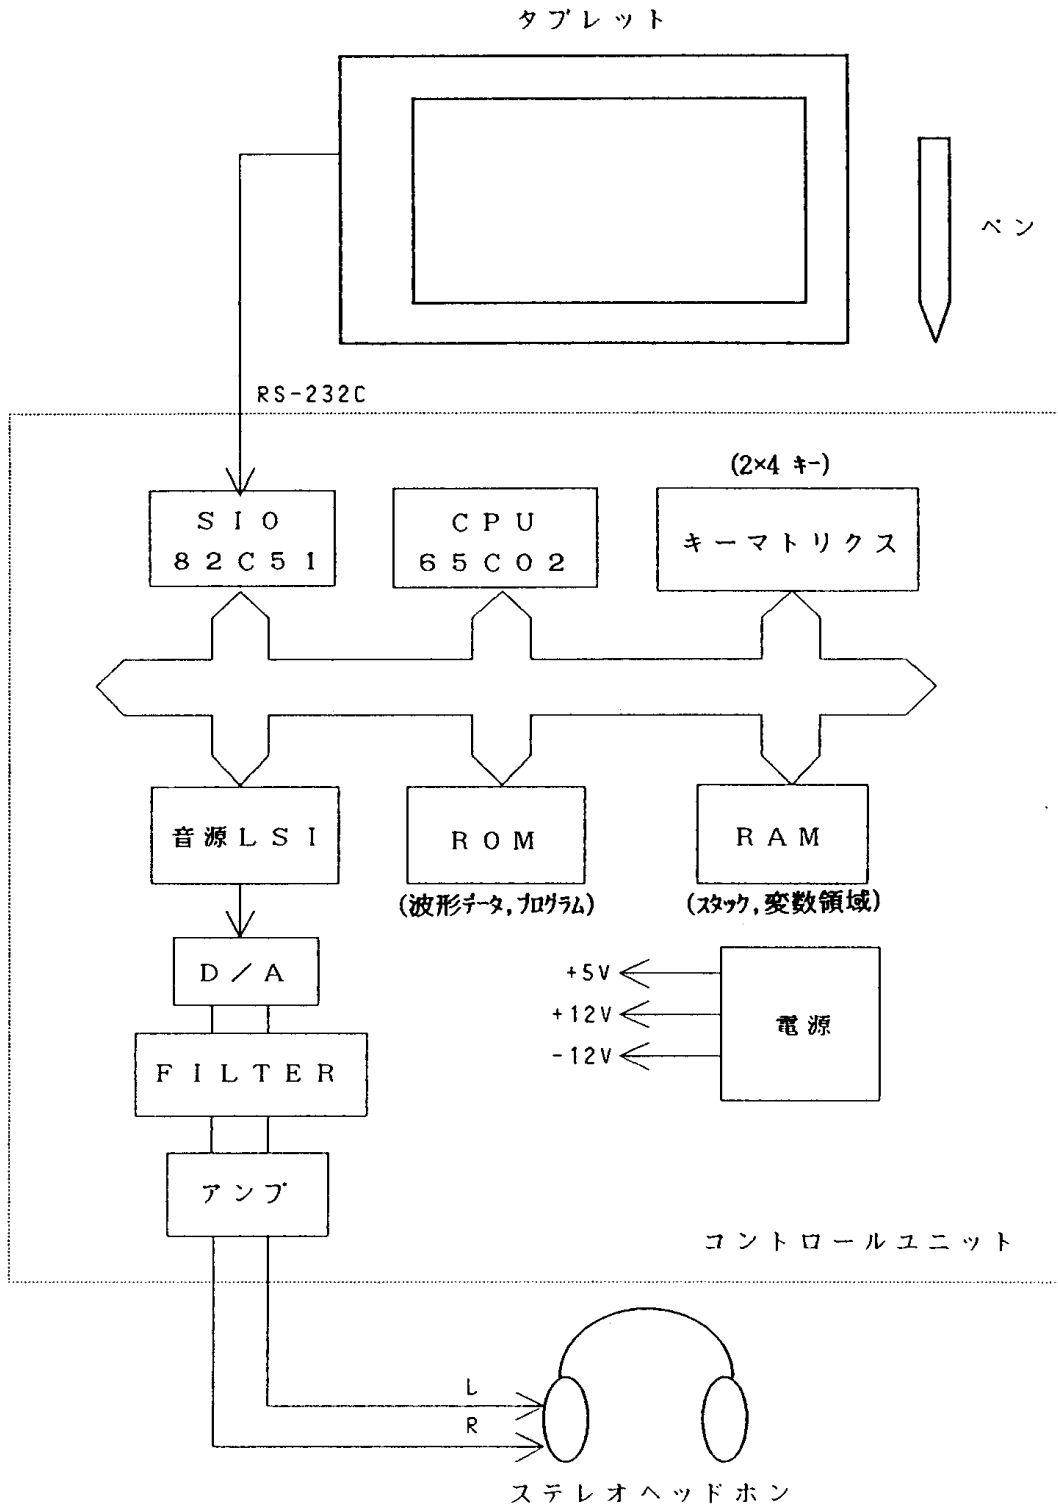 タブレット
ペン
RS-232C
(2×4 キー)
SIO
82C51
CPU
65C02
キーマトリクス
音源LSI
ROM
RAM
(波形データ,プログラム)
(スタック,変数領域)
D/A
+5V
+12V
-12V
電源
FILTER
アンプ
コントロールユニット
L
R
ステレオヘッドホン